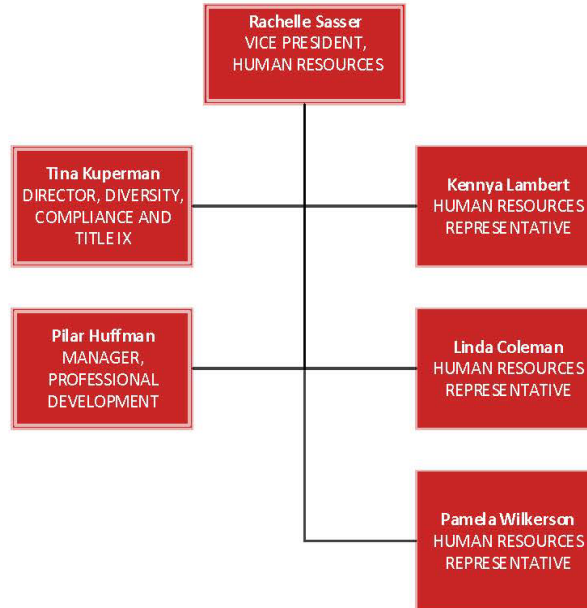 Rachelle Sasser
VICE PRESIDENT,
HUMAN RESOURCES
Tina Kuperman
DIRECTOR, DIVERSITY,
COMPLIANCE AND
TITLE IX
Kennya Lambert
HUMAN RESOURCES
REPRESENTATIVE
Pilar Huffman
MANAGER,
PROFESSIONAL
DEVELOPMENT
Linda Coleman
HUMAN RESOURCES
REPRESENTATIVE
Pamela Wilkerson
HUMAN RESOURCES
REPRESENTATIVE